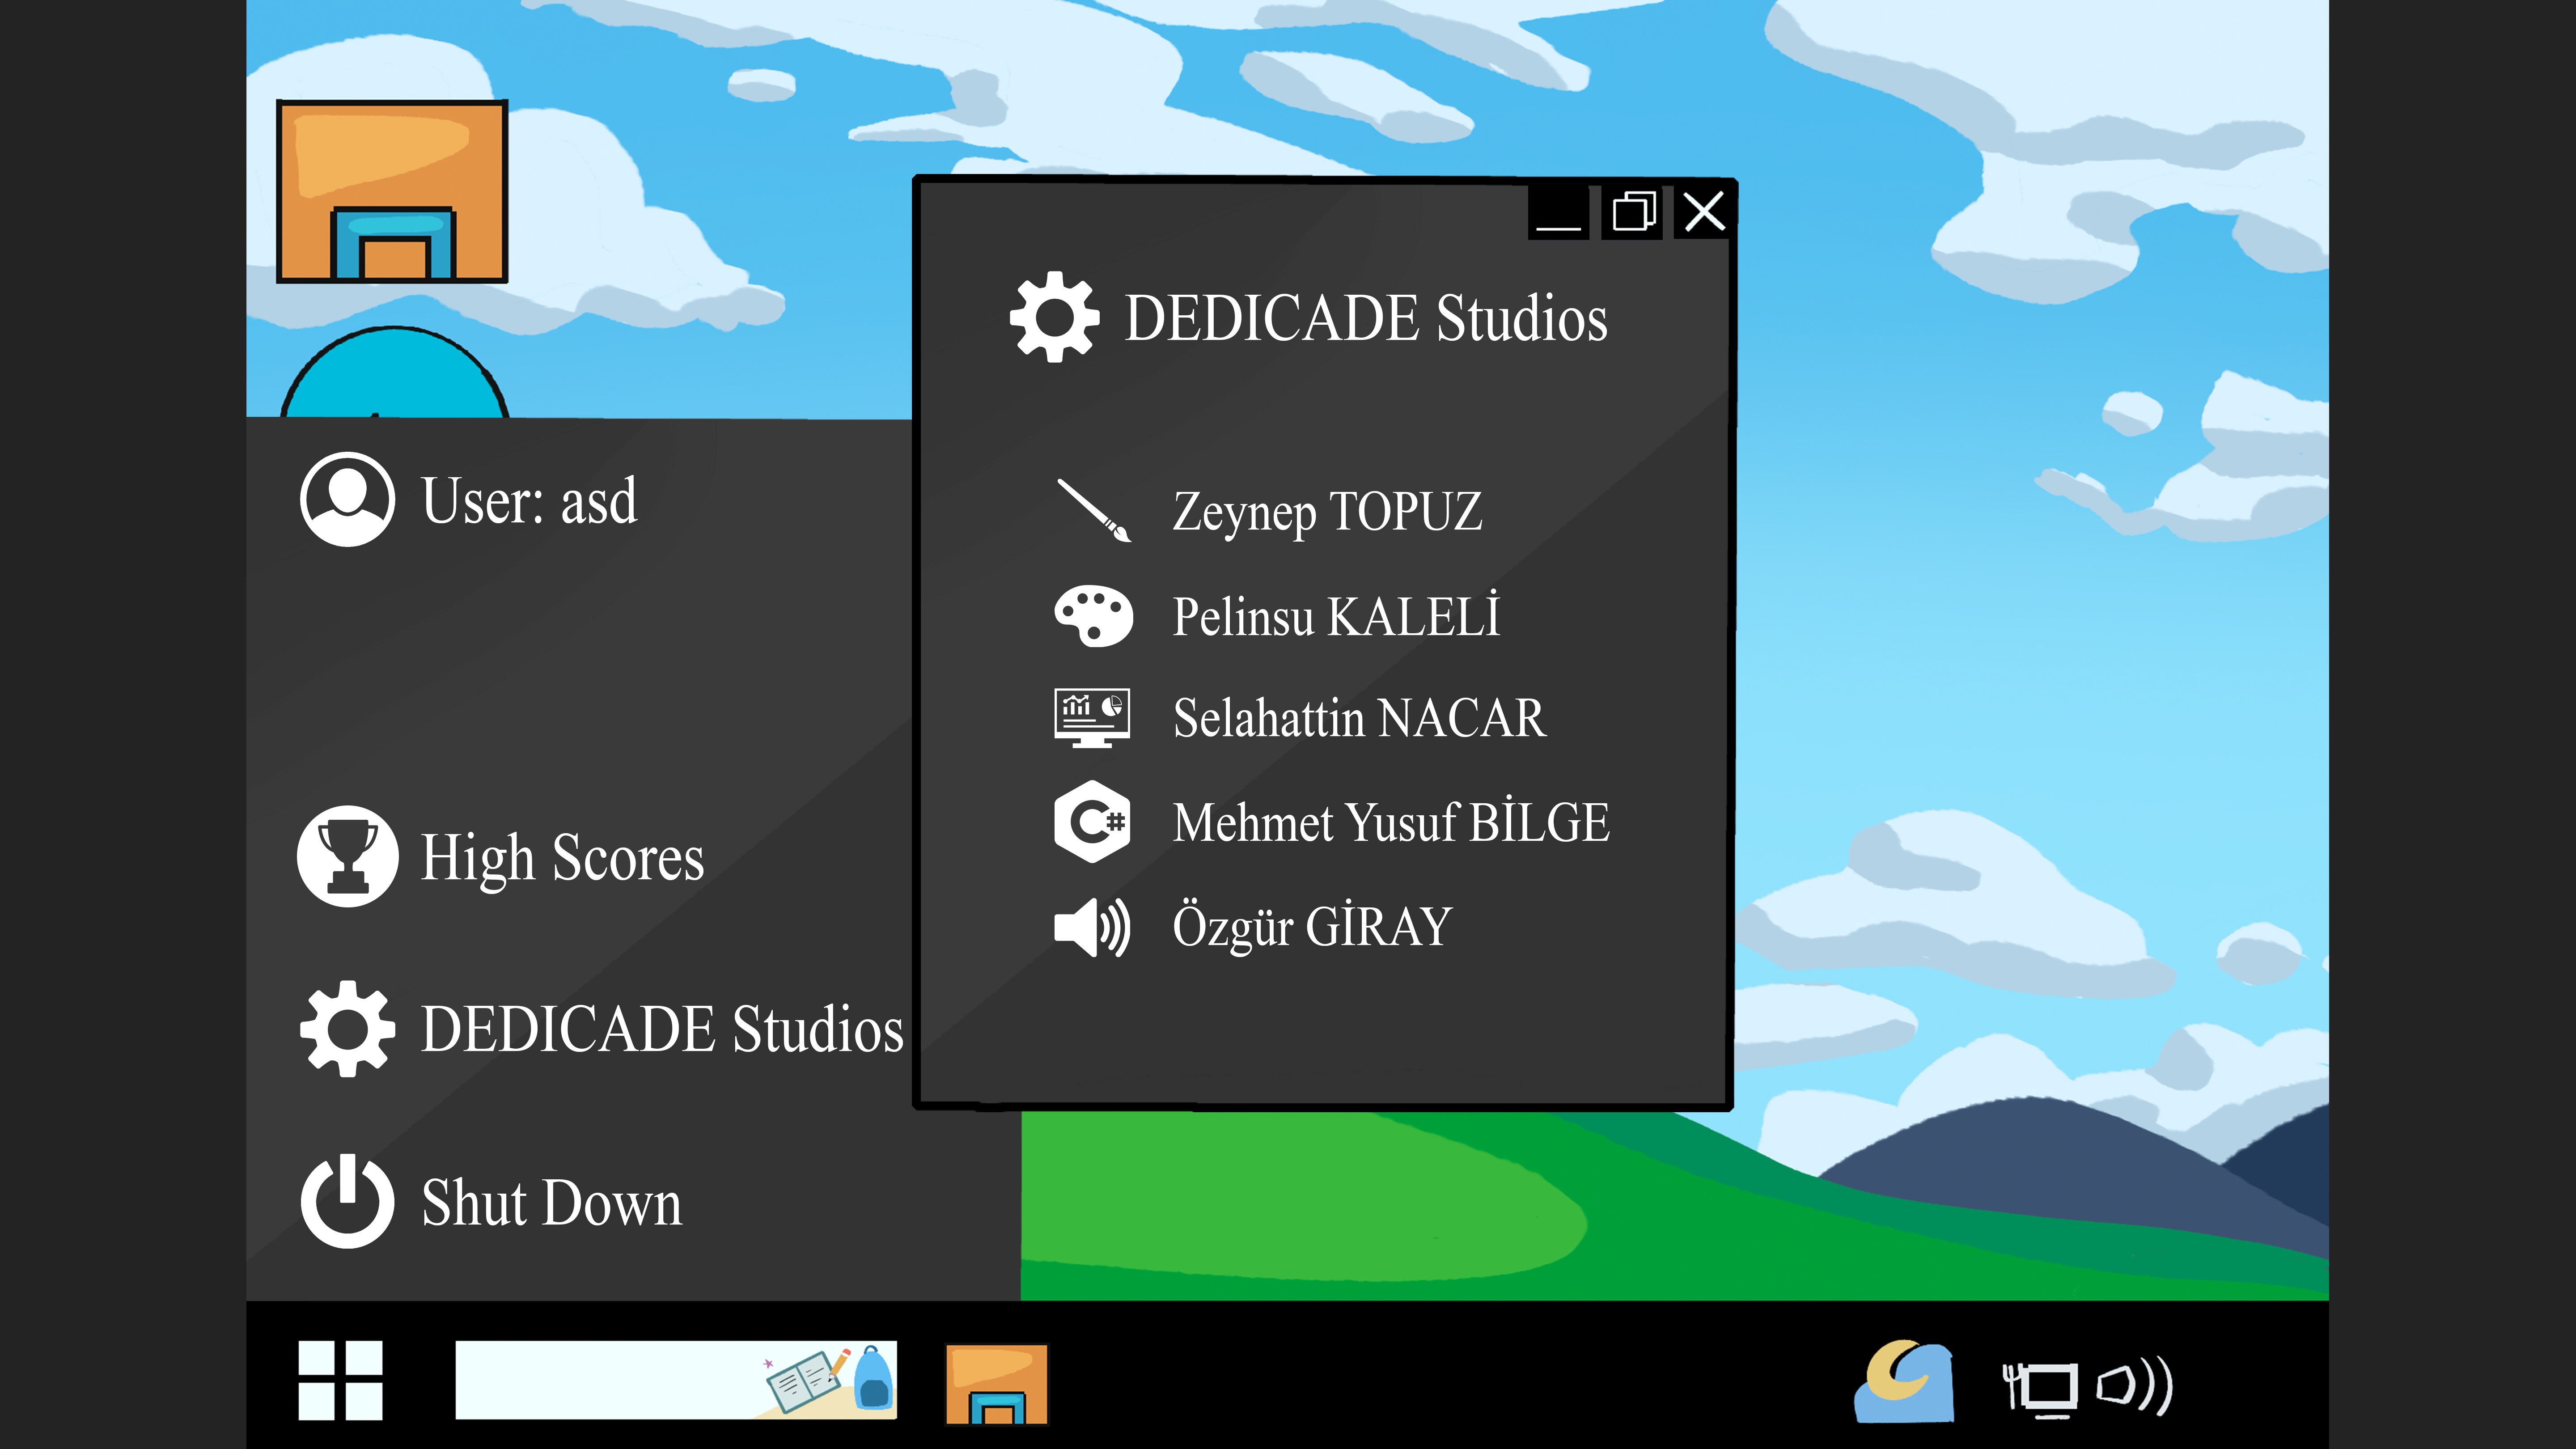 DEDICADE Studios
Zeynep TOPUZ
Pelinsu KALELİ
Selahattin NACAR
C# Mehmet Yusuf BİLGE
Özgür GİRAY
User: asd
High Scores
DEDICADE Studios
Shut Down